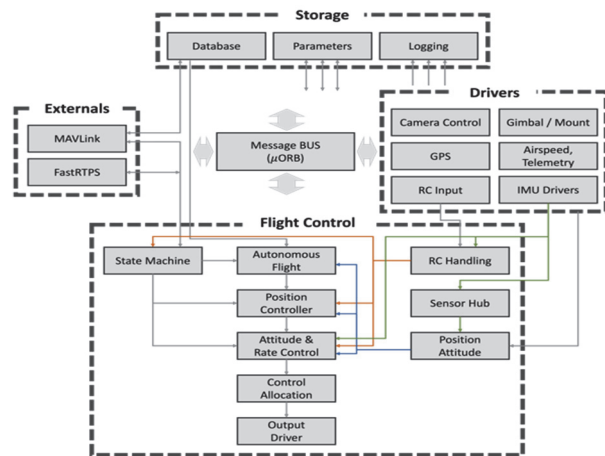 Storage
Database
Parameters
Logging
Externals
MAVLink
FastRTPS
Message BUS
(μORB)
Drivers
Camera Control
Gimbal / Mount
GPS
Airspeed,
Telemetry
RC Input
IMU Drivers
Flight Control
State Machine
Autonomous
Flight
RC Handling
Position
Controller
Sensor Hub
Attitude &
Rate Control
Position
Attitude
Control
Allocation
Output
Driver